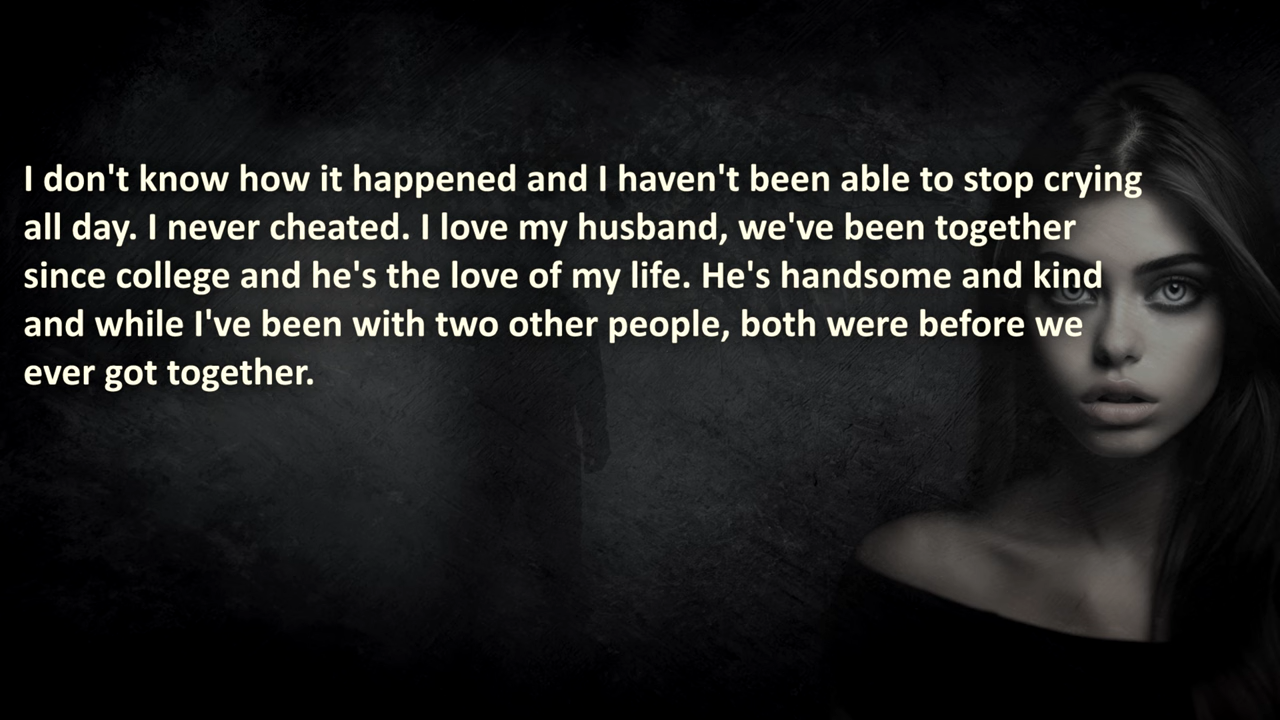 I don't know how it happened and I haven't been able to stop crying
all day. I never cheated. I love my husband, we've been together
since college and he's the love of my life. He's handsome and kind
and while I've been with two other people, both were before we
ever got together.